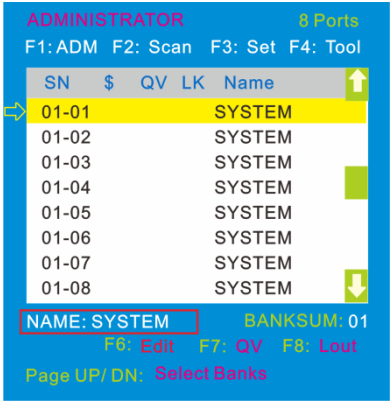 ADMINISTRATOR 8 Ports
F1: ADM F2: Scan F3: Set F4: Tool
SN $ QV LK Name
01-01 SYSTEM
01-02 SYSTEM
01-03 SYSTEM
01-04 SYSTEM
01-05 SYSTEM
01-06 SYSTEM
01-07 SYSTEM
01-08 SYSTEM
NAME: SYSTEM BANKSUM: 01
F6: Edit F7: QV F8: Lout
Page UP/ DN: Select Banks